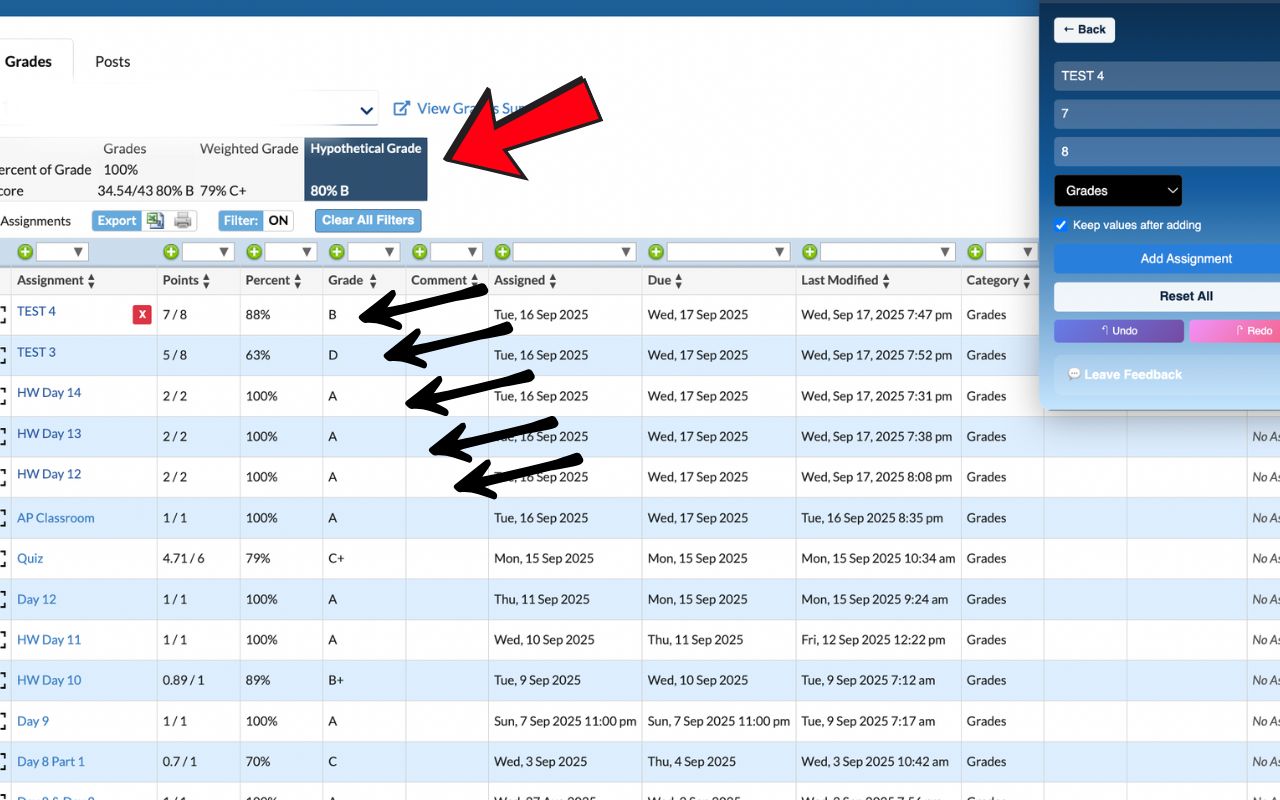 Grades Posts
View Gra s Su
Grades Weighted Grade Hypothetical Grade
ercent of Grade 100%
core 34.54/43 80% B 79% C+ 80% B
Assignments Export Filter: ON Clear All Filters
Assignment Points Percent Grade Comment Assigned Due Last Modified Category
TEST 4 X 7 / 8 88% B Tue, 16 Sep 2025 Wed, 17 Sep 2025 Wed, Sep 17, 2025 7:47 pm Grades
TEST 3 5 / 8 63% D Tue, 16 Sep 2025 Wed, 17 Sep 2025 Wed, Sep 17, 2025 7:52 pm Grades
HW Day 14 2 / 2 100% A Tue, 16 Sep 2025 Wed, 17 Sep 2025 Wed, Sep 17, 2025 7:31 pm Grades
HW Day 13 2 / 2 100% A Tue, 16 Sep 2025 Wed, 17 Sep 2025 Wed, Sep 17, 2025 7:38 pm Grades No As
HW Day 12 2 / 2 100% A Tue, 16 Sep 2025 Wed, 17 Sep 2025 Wed, Sep 17, 2025 8:08 pm Grades No As
AP Classroom 1 / 1 100% A Tue, 16 Sep 2025 Wed, 17 Sep 2025 Tue, 16 Sep 2025 8:35 pm Grades No As
Quiz 4.71 / 6 79% C+ Mon, 15 Sep 2025 Mon, 15 Sep 2025 Mon, 15 Sep 2025 10:34 am Grades No As
Day 12 1 / 1 100% A Thu, 11 Sep 2025 Mon, 15 Sep 2025 Mon, 15 Sep 2025 9:24 am Grades No As
HW Day 11 1 / 1 100% A Wed, 10 Sep 2025 Thu, 11 Sep 2025 Fri, 12 Sep 2025 12:22 pm Grades No As
HW Day 10 0.89 / 1 89% B+ Tue, 9 Sep 2025 Wed, 10 Sep 2025 Tue, 9 Sep 2025 7:12 am Grades No As
Day 9 1 / 1 100% A Sun, 7 Sep 2025 11:00 pm Sun, 7 Sep 2025 11:00 pm Tue, 9 Sep 2025 7:17 am Grades No As
Day 8 Part 1 0.7 / 1 70% C Wed, 3 Sep 2025 Thu, 4 Sep 2025 Wed, 3 Sep 2025 10:42 am Grades No As
← Back
TEST 4
7
8
Grades
Keep values after adding
Add Assignment
Reset All
Undo Redo
Leave Feedback